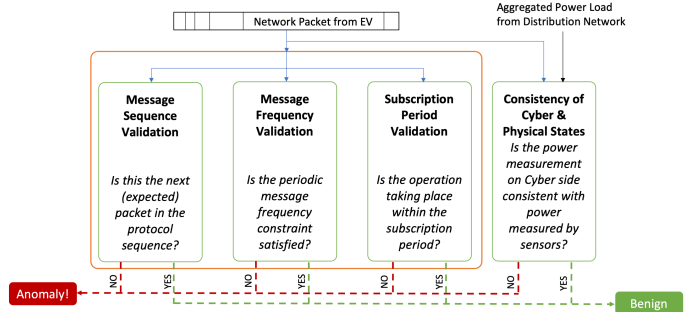 Network Packet from EV
Aggregated Power Load
from Distribution Network
Message
Sequence
Validation
Is this the next
(expected)
packet in the
protocol
sequence?
Message
Frequency
Validation
Is the periodic
message
frequency
constraint
satisfied?
Subscription
Period
Validation
Is the operation
taking place
within the
subscription
period?
Consistency of
Cyber &
Physical States
Is the power
measurement
on Cyber side
consistent with
power
measured by
sensors?
NO
YES
NO
YES
NO
YES
NO
YES
Anomaly!
Benign